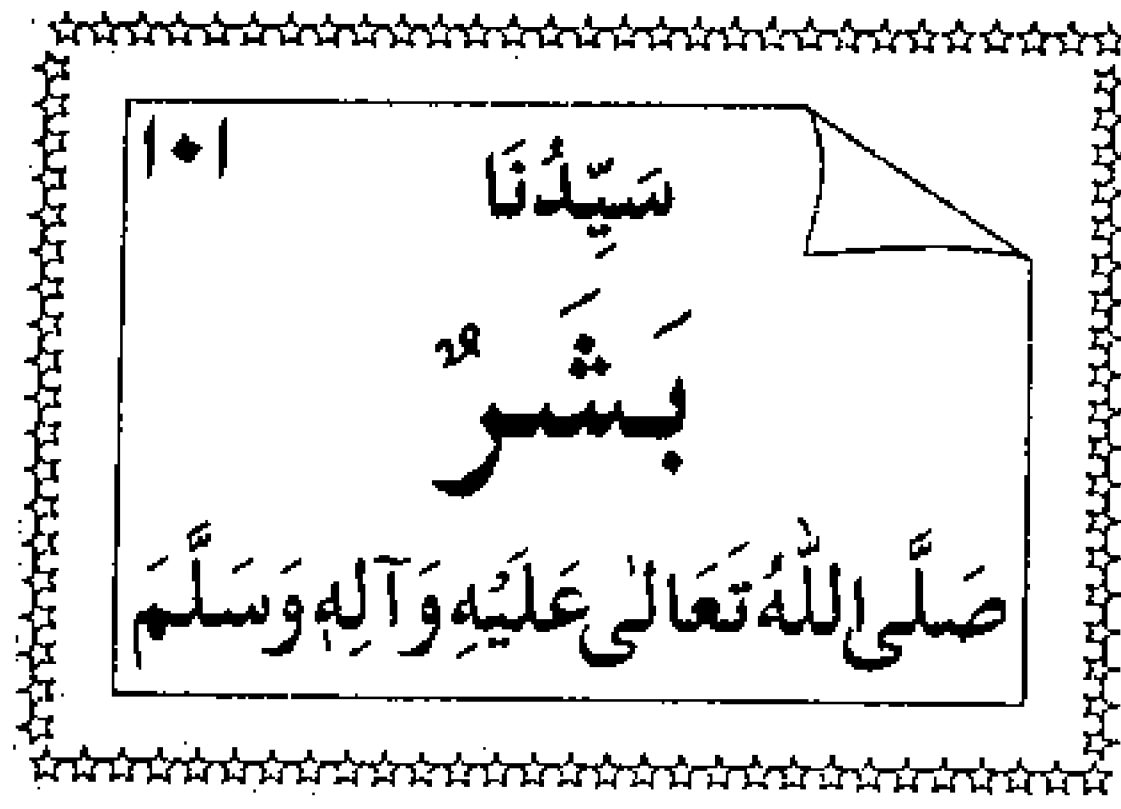 ١٠١
سَيِّدُنَا
بَشَرٌ
صَلَّى اللّٰهُ تَعَالٰى عَلَيْهِ وَآلِهٖ وَسَلَّمَ